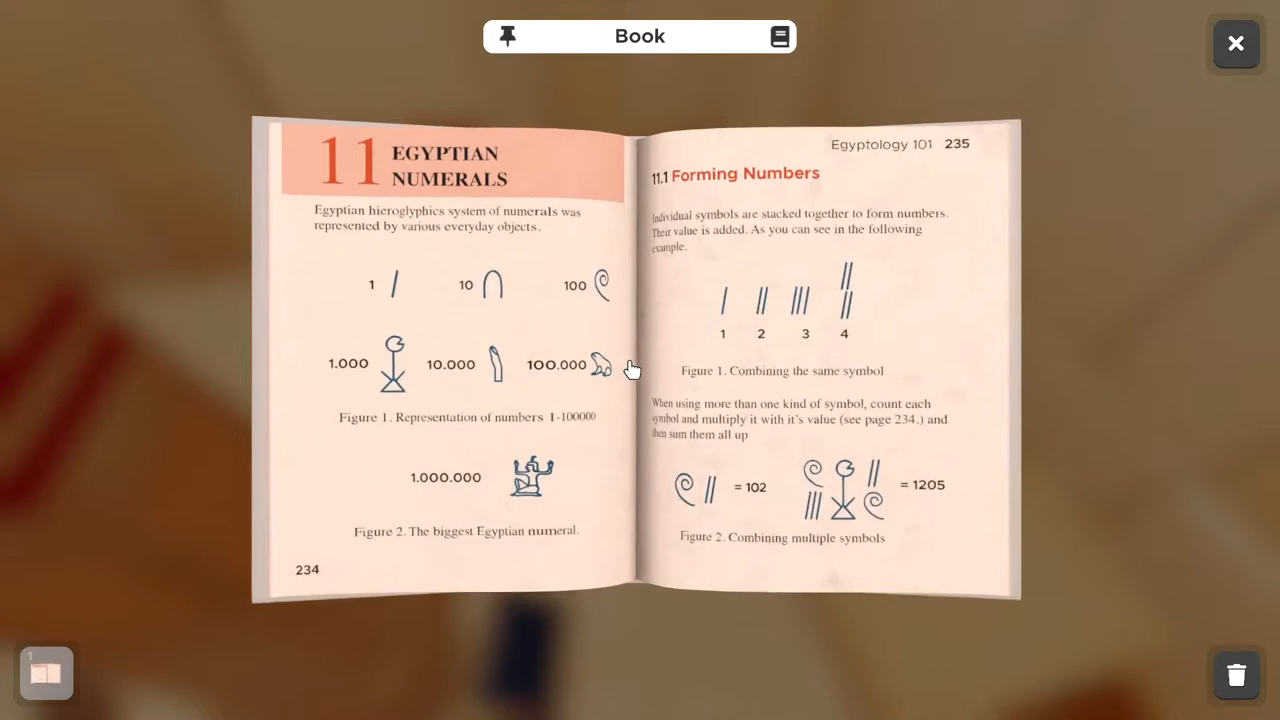 Book
11 EGYPTIAN
NUMERALS
Egyptian hieroglyphics system of numerals was
represented by various everyday objects.
1 10 100
1.000 10.000 100.000
Figure 1. Representation of numbers 1-100000
1.000.000
Figure 2. The biggest Egyptian numeral.
234
Egyptology 101 235
11.1 Forming Numbers
Individual symbols are stacked together to form numbers.
Their value is added. As you can see in the following
example.
1 2 3 4
Figure 1. Combining the same symbol
When using more than one kind of symbol, count each
symbol and multiply it with it's value (see page 234.) and
then sum them all up
= 102 = 1205
Figure 2. Combining multiple symbols
1